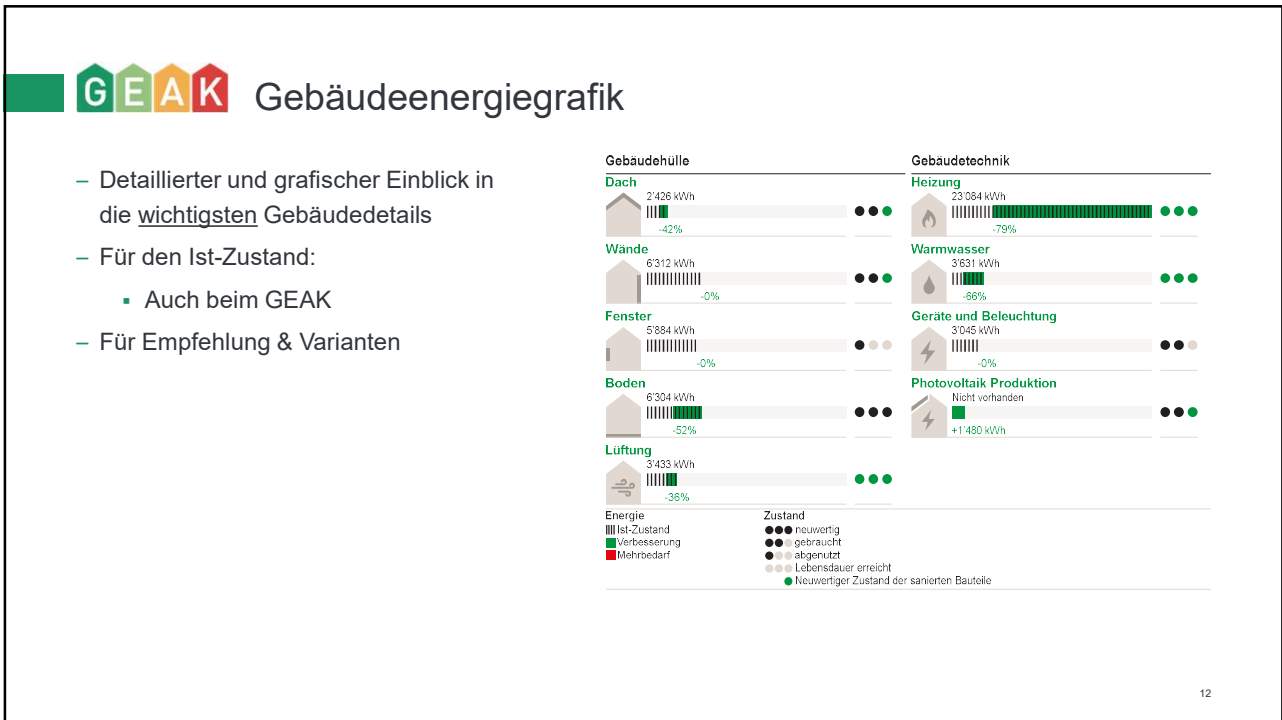 GEAK Gebäudeenergiegrafik
– Detaillierter und grafischer Einblick in
die wichtigsten Gebäudedetails
– Für den Ist-Zustand:
▪ Auch beim GEAK
– Für Empfehlung & Varianten
Gebäudehülle
Dach
2'426 kWh
-42%
Wände
6'312 kWh
-0%
Fenster
5'884 kWh
-0%
Boden
6'304 kWh
-52%
Lüftung
3'433 kWh
-36%
Gebäudetechnik
Heizung
23'084 kWh
-79%
Warmwasser
3'631 kWh
-66%
Geräte und Beleuchtung
3'045 kWh
-0%
Photovoltaik Produktion
Nicht vorhanden
+1'480 kWh
Energie
Ist-Zustand
Verbesserung
Mehrbedarf
Zustand
neuwertig
gebraucht
abgenutzt
Lebensdauer erreicht
Neuwertiger Zustand der sanierten Bauteile
12